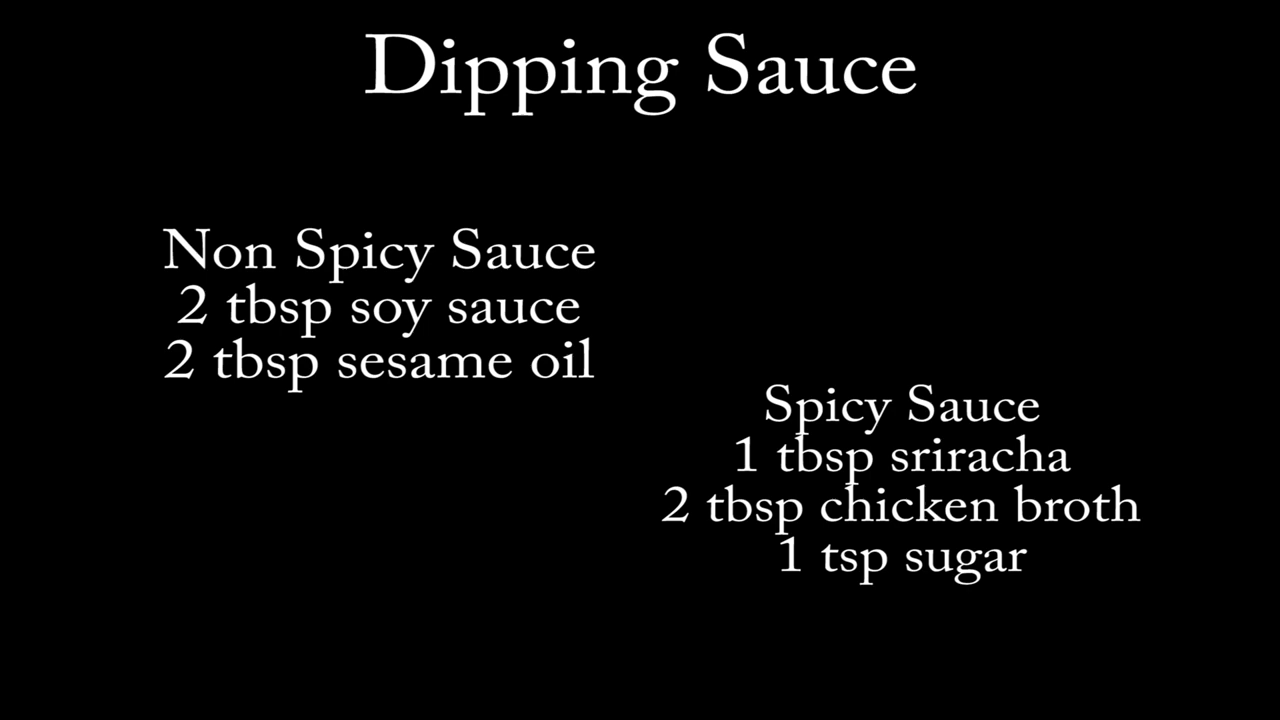 Dipping Sauce
Non Spicy Sauce
2 tbsp soy sauce
2 tbsp sesame oil
Spicy Sauce
1 tbsp sriracha
2 tbsp chicken broth
1 tsp sugar